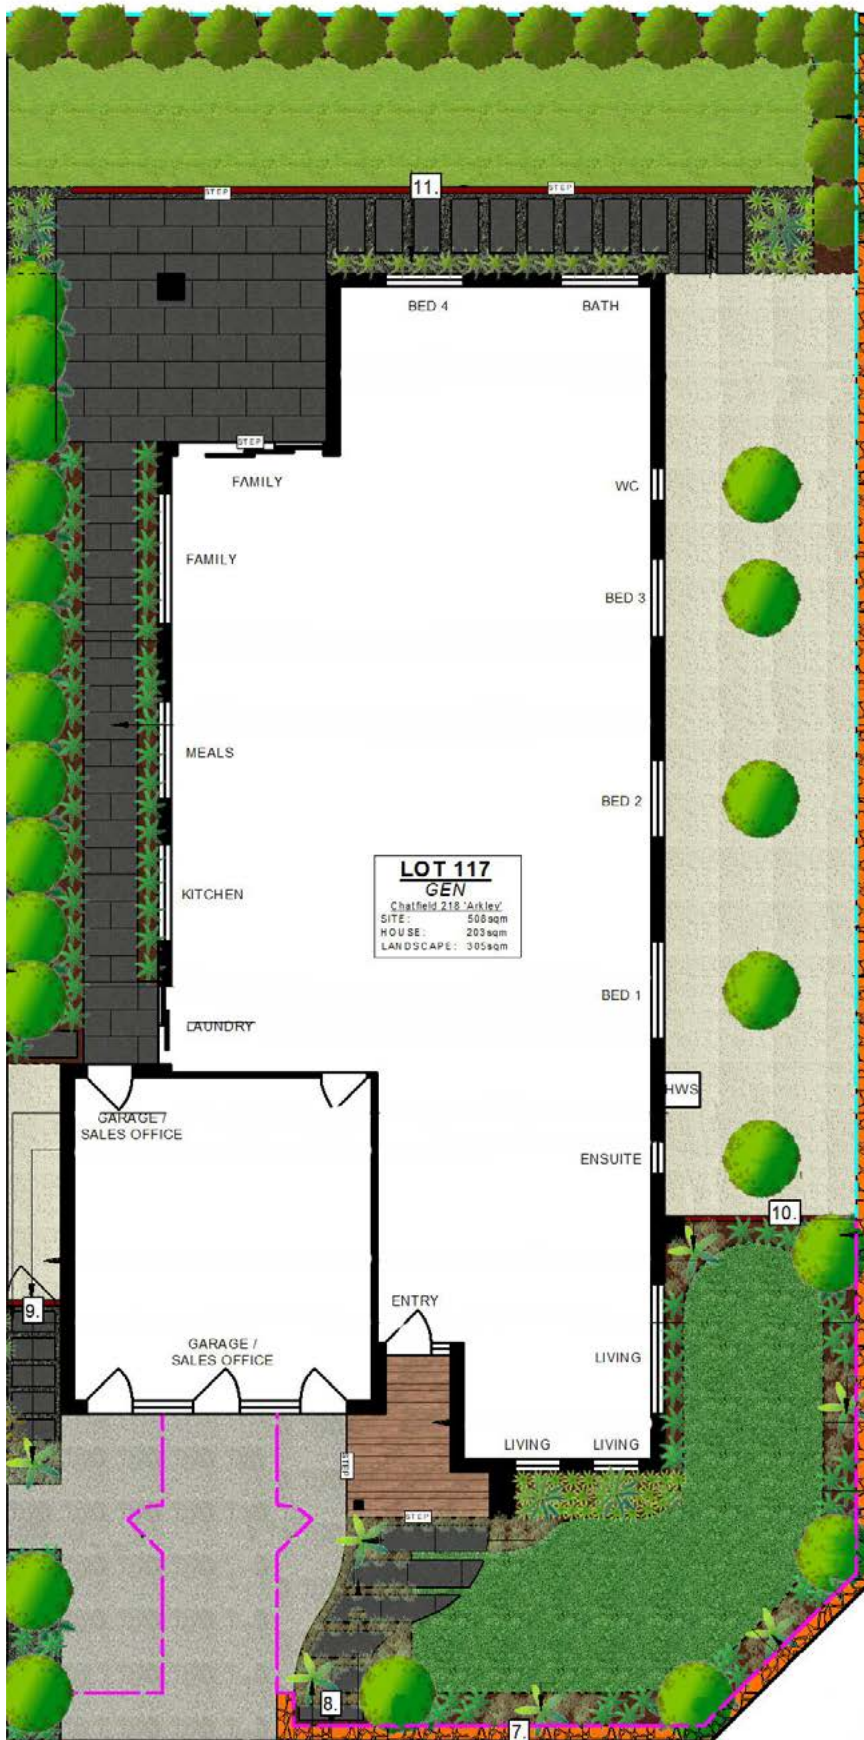 STEP
11.
STEP
BED 4
BATH
STEP
FAMILY
WC
FAMILY
BED 3
MEALS
BED 2
LOT 117
GEN
Chatfield 218 'Arkley'
SITE: 508sqm
HOUSE: 203sqm
LANDSCAPE: 305sqm
KITCHEN
BED 1
LAUNDRY
HWS
GARAGE /
SALES OFFICE
ENSUITE
10.
9.
ENTRY
GARAGE /
SALES OFFICE
LIVING
LIVING
LIVING
STEP
STEP
8.
7.